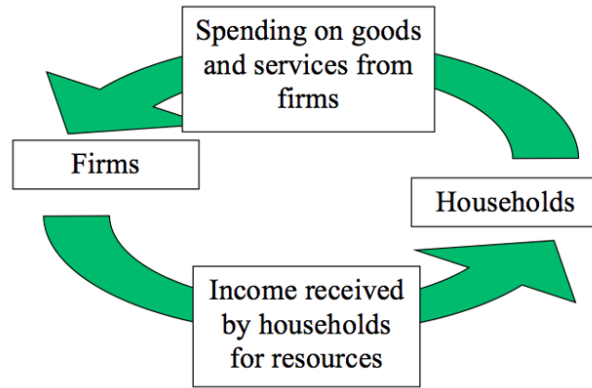 Spending on goods
and services from
firms
Firms
Households
Income received
by households
for resources